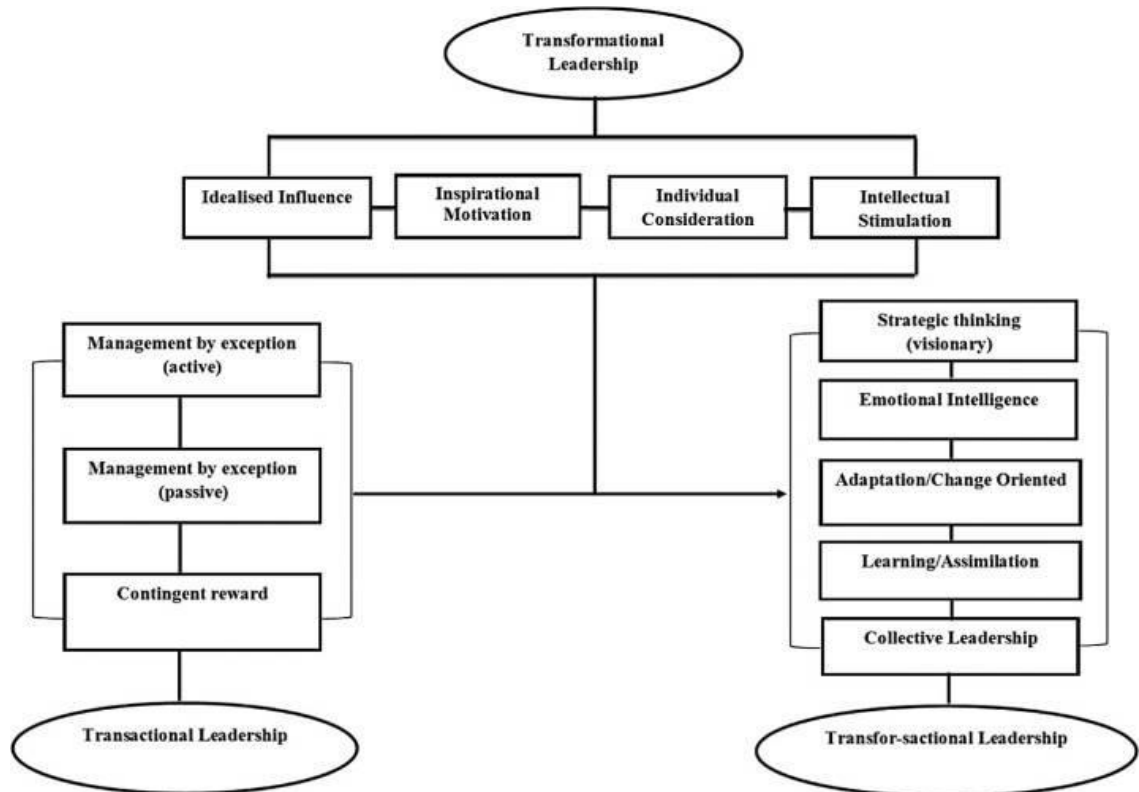 Transformational
Leadership
Idealised Influence
Inspirational
Motivation
Individual
Consideration
Intellectual
Stimulation
Management by exception
(active)
Management by exception
(passive)
Contingent reward
Transactional Leadership
Strategic thinking
(visionary)
Emotional Intelligence
Adaptation/Change Oriented
Learning/Assimilation
Collective Leadership
Transfor-sactional Leadership